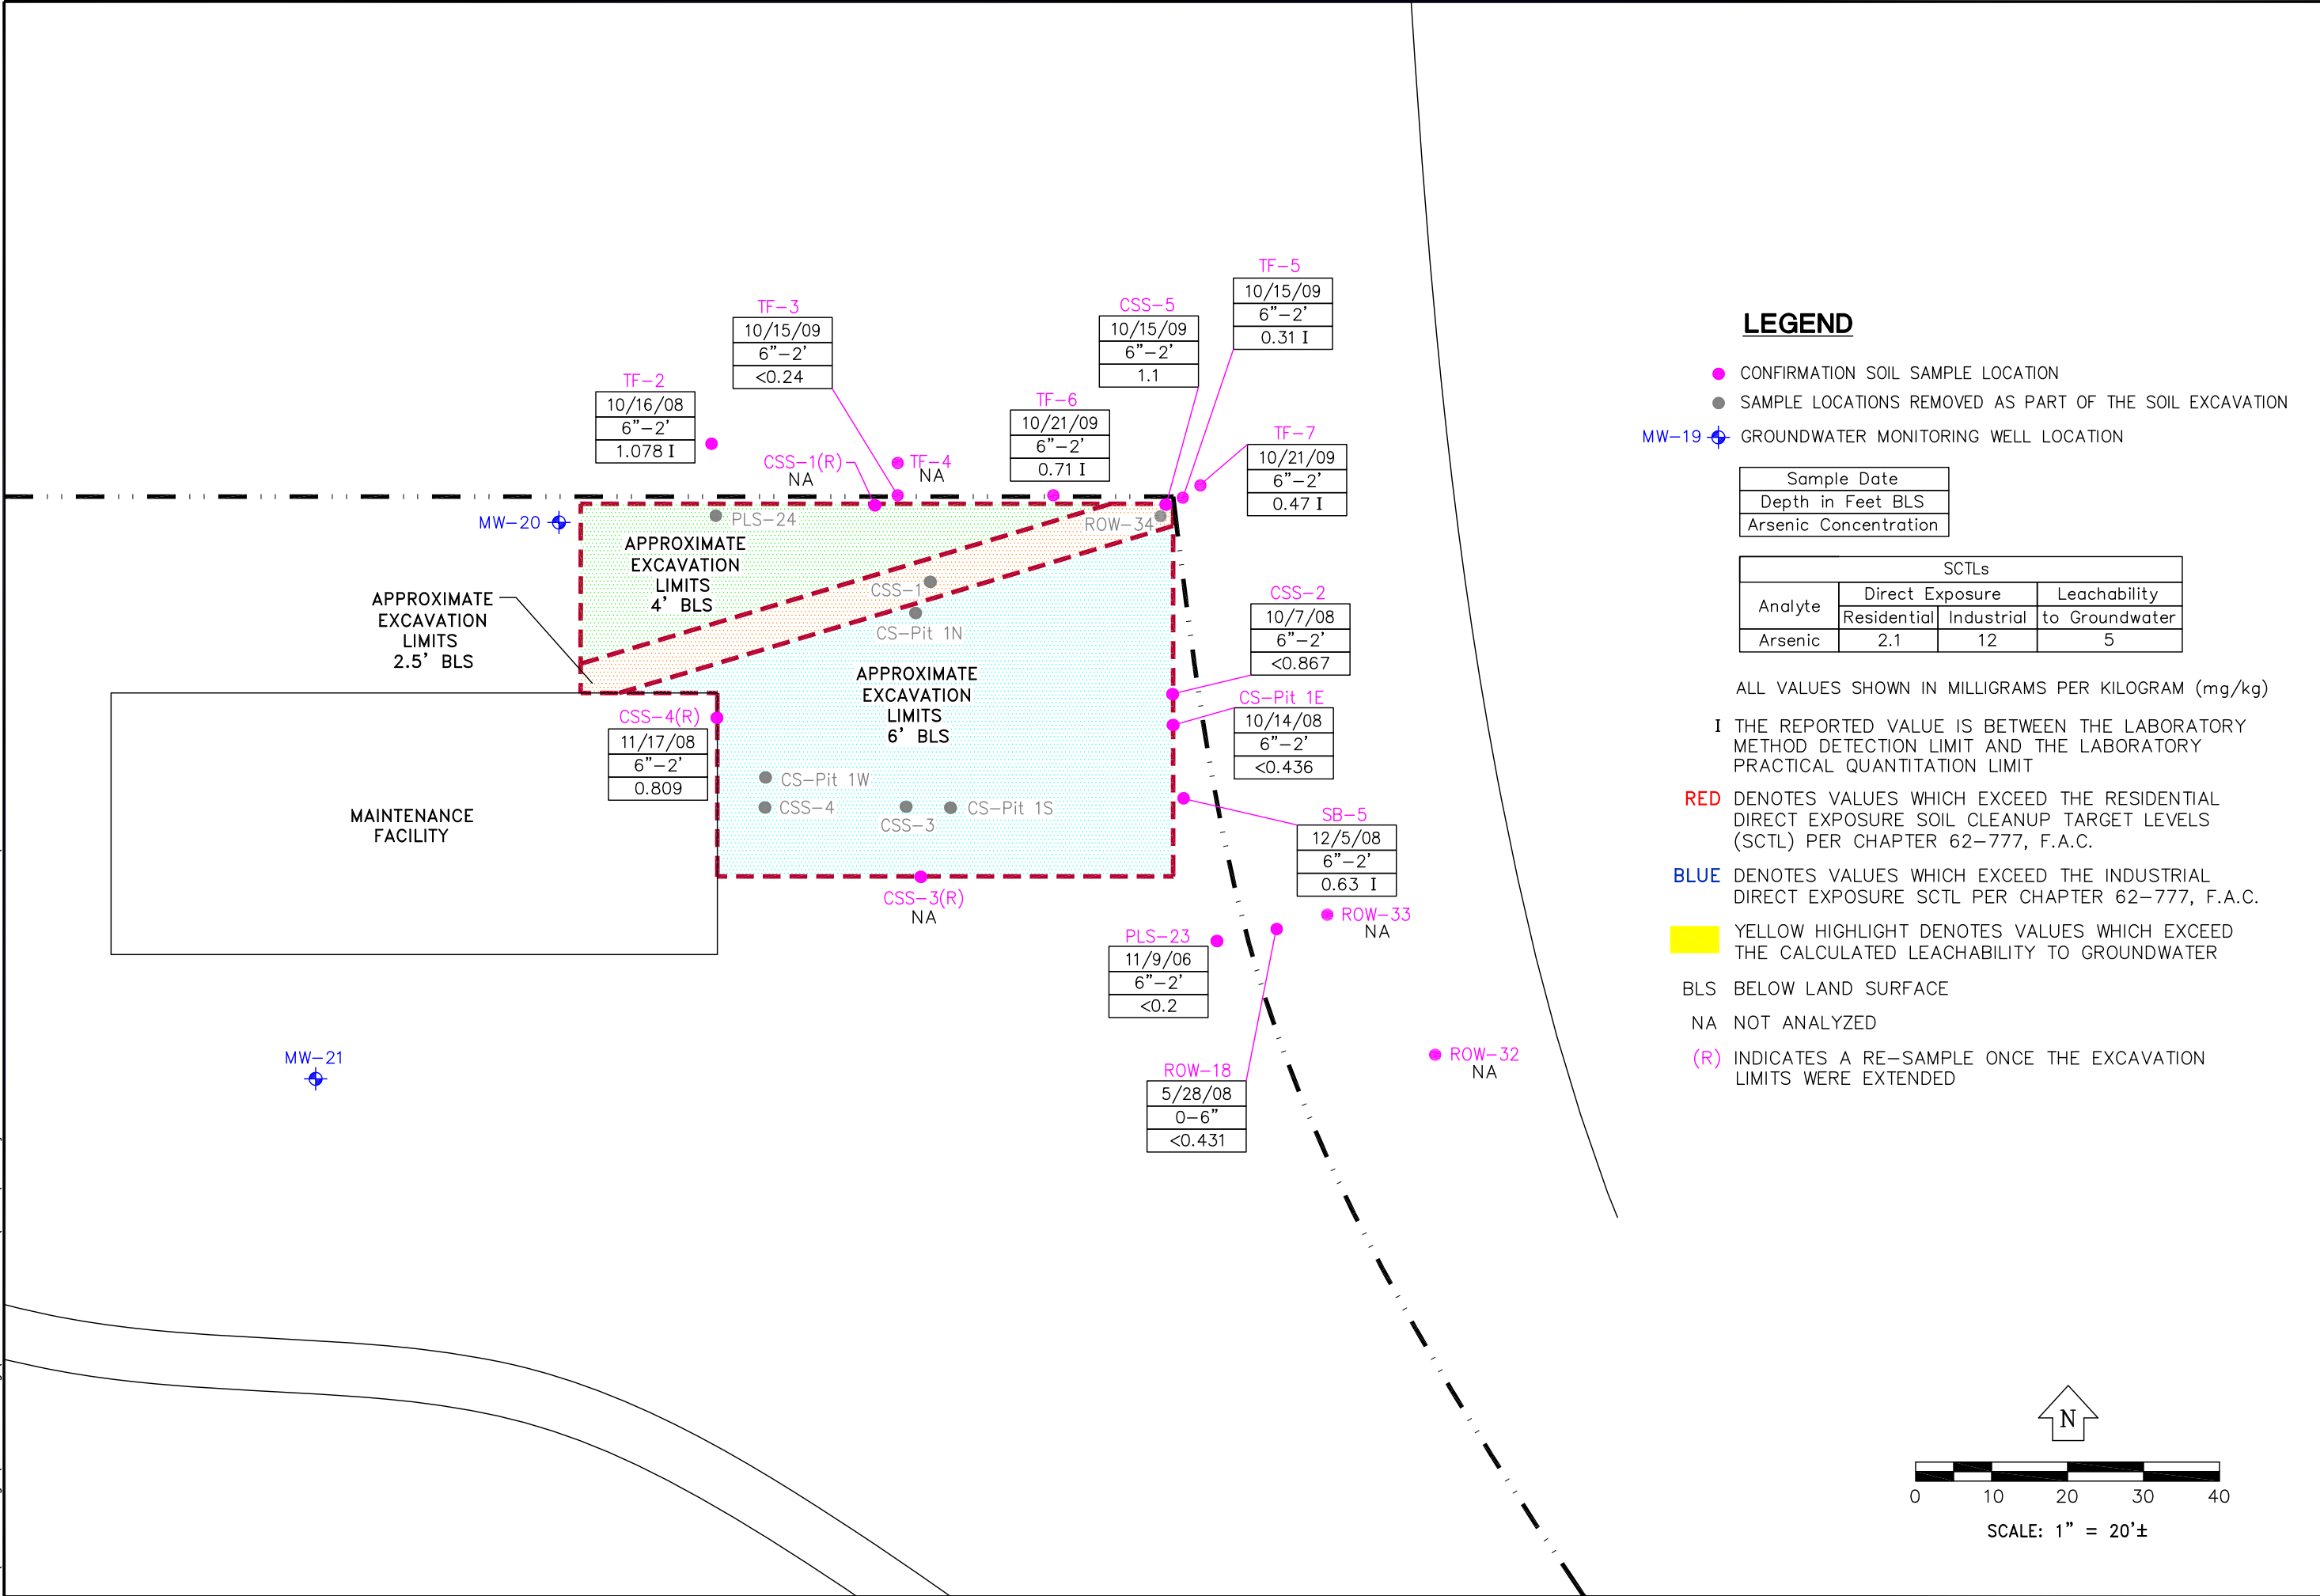 TF-5
10/15/09
6"-2'
0.31 I
CSS-5
10/15/09
6"-2'
1.1
TF-3
10/15/09
6"-2'
<0.24
TF-2
10/16/08
6"-2'
1.078 I
TF-6
10/21/09
6"-2'
0.71 I
TF-7
10/21/09
6"-2'
0.47 I
CSS-1(R)
NA
TF-4
NA
MW-20
PLS-24
ROW-34
APPROXIMATE
EXCAVATION
LIMITS
4' BLS
CSS-1
CS-Pit 1N
APPROXIMATE
EXCAVATION
LIMITS
2.5' BLS
APPROXIMATE
EXCAVATION
LIMITS
6' BLS
CSS-2
10/7/08
6"-2'
<0.867
CS-Pit 1E
10/14/08
6"-2'
<0.436
CSS-4(R)
11/17/08
6"-2'
0.809
CS-Pit 1W
CSS-4
CSS-3
CS-Pit 1S
MAINTENANCE
FACILITY
SB-5
12/5/08
6"-2'
0.63 I
CSS-3(R)
NA
ROW-33
NA
PLS-23
11/9/06
6"-2'
<0.2
ROW-18
5/28/08
0-6"
<0.431
ROW-32
NA
MW-21
LEGEND
CONFIRMATION SOIL SAMPLE LOCATION
SAMPLE LOCATIONS REMOVED AS PART OF THE SOIL EXCAVATION
MW-19 GROUNDWATER MONITORING WELL LOCATION
Sample Date
Depth in Feet BLS
Arsenic Concentration
SCTLs
Analyte Direct Exposure Leachability
Residential Industrial to Groundwater
Arsenic 2.1 12 5
ALL VALUES SHOWN IN MILLIGRAMS PER KILOGRAM (mg/kg)
I THE REPORTED VALUE IS BETWEEN THE LABORATORY
METHOD DETECTION LIMIT AND THE LABORATORY
PRACTICAL QUANTITATION LIMIT
RED DENOTES VALUES WHICH EXCEED THE RESIDENTIAL
DIRECT EXPOSURE SOIL CLEANUP TARGET LEVELS
(SCTL) PER CHAPTER 62-777, F.A.C.
BLUE DENOTES VALUES WHICH EXCEED THE INDUSTRIAL
DIRECT EXPOSURE SCTL PER CHAPTER 62-777, F.A.C.
YELLOW HIGHLIGHT DENOTES VALUES WHICH EXCEED
THE CALCULATED LEACHABILITY TO GROUNDWATER
BLS BELOW LAND SURFACE
NA NOT ANALYZED
(R) INDICATES A RE-SAMPLE ONCE THE EXCAVATION
LIMITS WERE EXTENDED
N
0 10 20 30 40
SCALE: 1" = 20'±